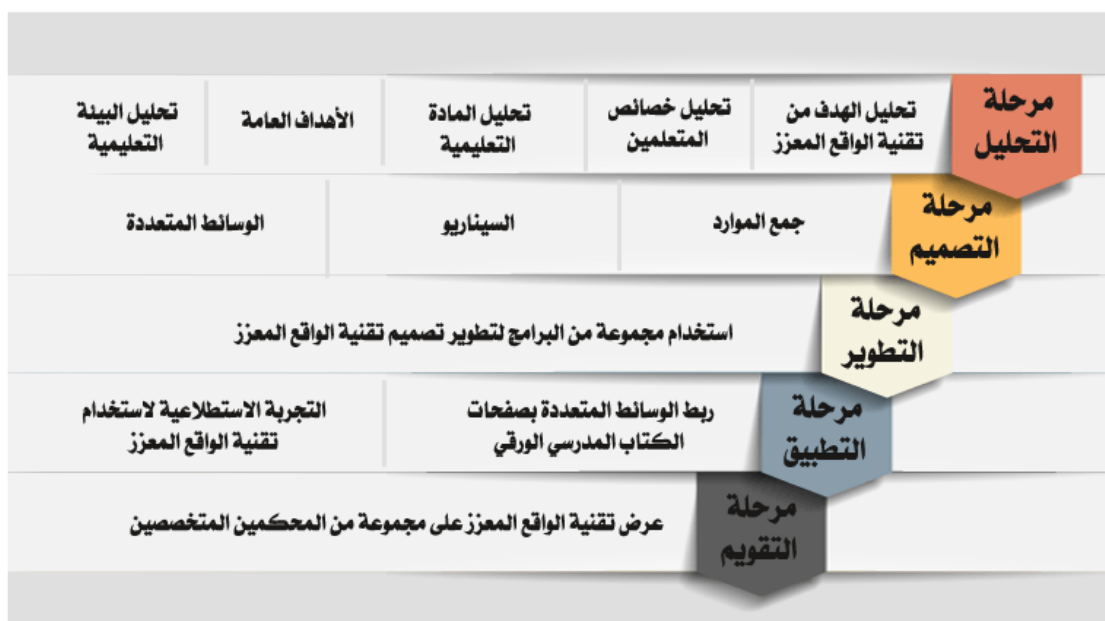 مرحلة
التحليل
تحليل الهدف من
تقنية الواقع المعزز
تحليل خصائص
المتعلمين
تحليل المادة
التعليمية
الأهداف العامة
تحليل البيئة
التعليمية
مرحلة
التصميم
جمع الموارد
السيناريو
الوسائط المتعددة
مرحلة
التطوير
استخدام مجموعة من البرامج لتطوير تصميم تقنية الواقع المعزز
مرحلة
التطبيق
ربط الوسائط المتعددة بصفحات
الكتاب المدرسي الورقي
التجربة الاستطلاعية لاستخدام
تقنية الواقع المعزز
مرحلة
التقويم
عرض تقنية الواقع المعزز على مجموعة من المحكمين المتخصصين